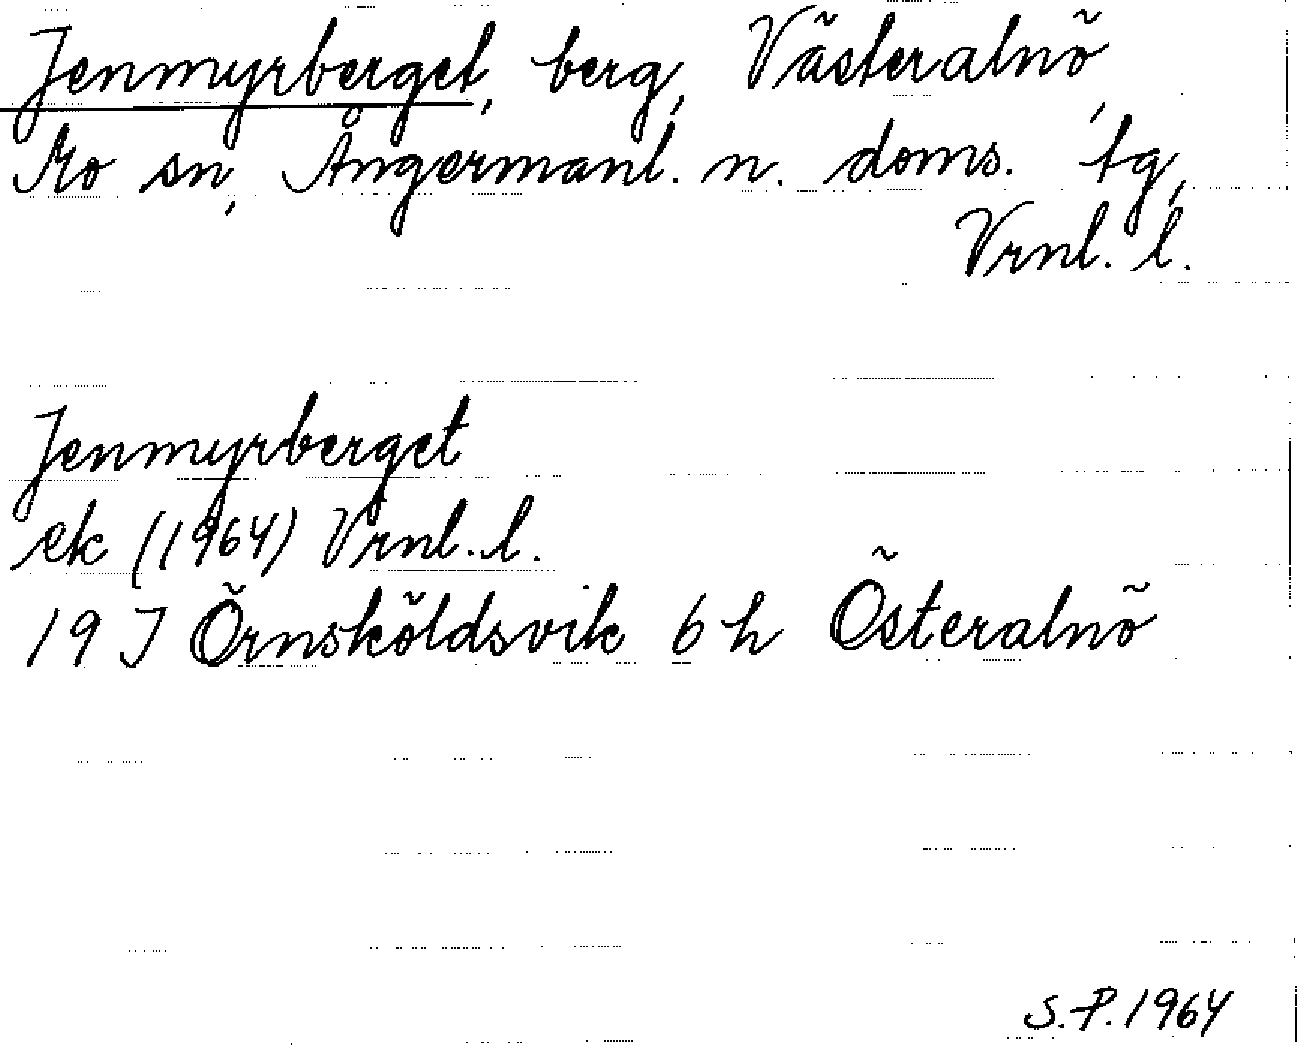 Jenmyrberget, berg, Västeralnö,
Mo sn, Ångermanl. n. doms. tg,
Vrnl. l.
Jenmyrberget
ek (1964) Vrnl. l.
19 J Örnsköldsvik 6 h Österalnö
S.P. 1964